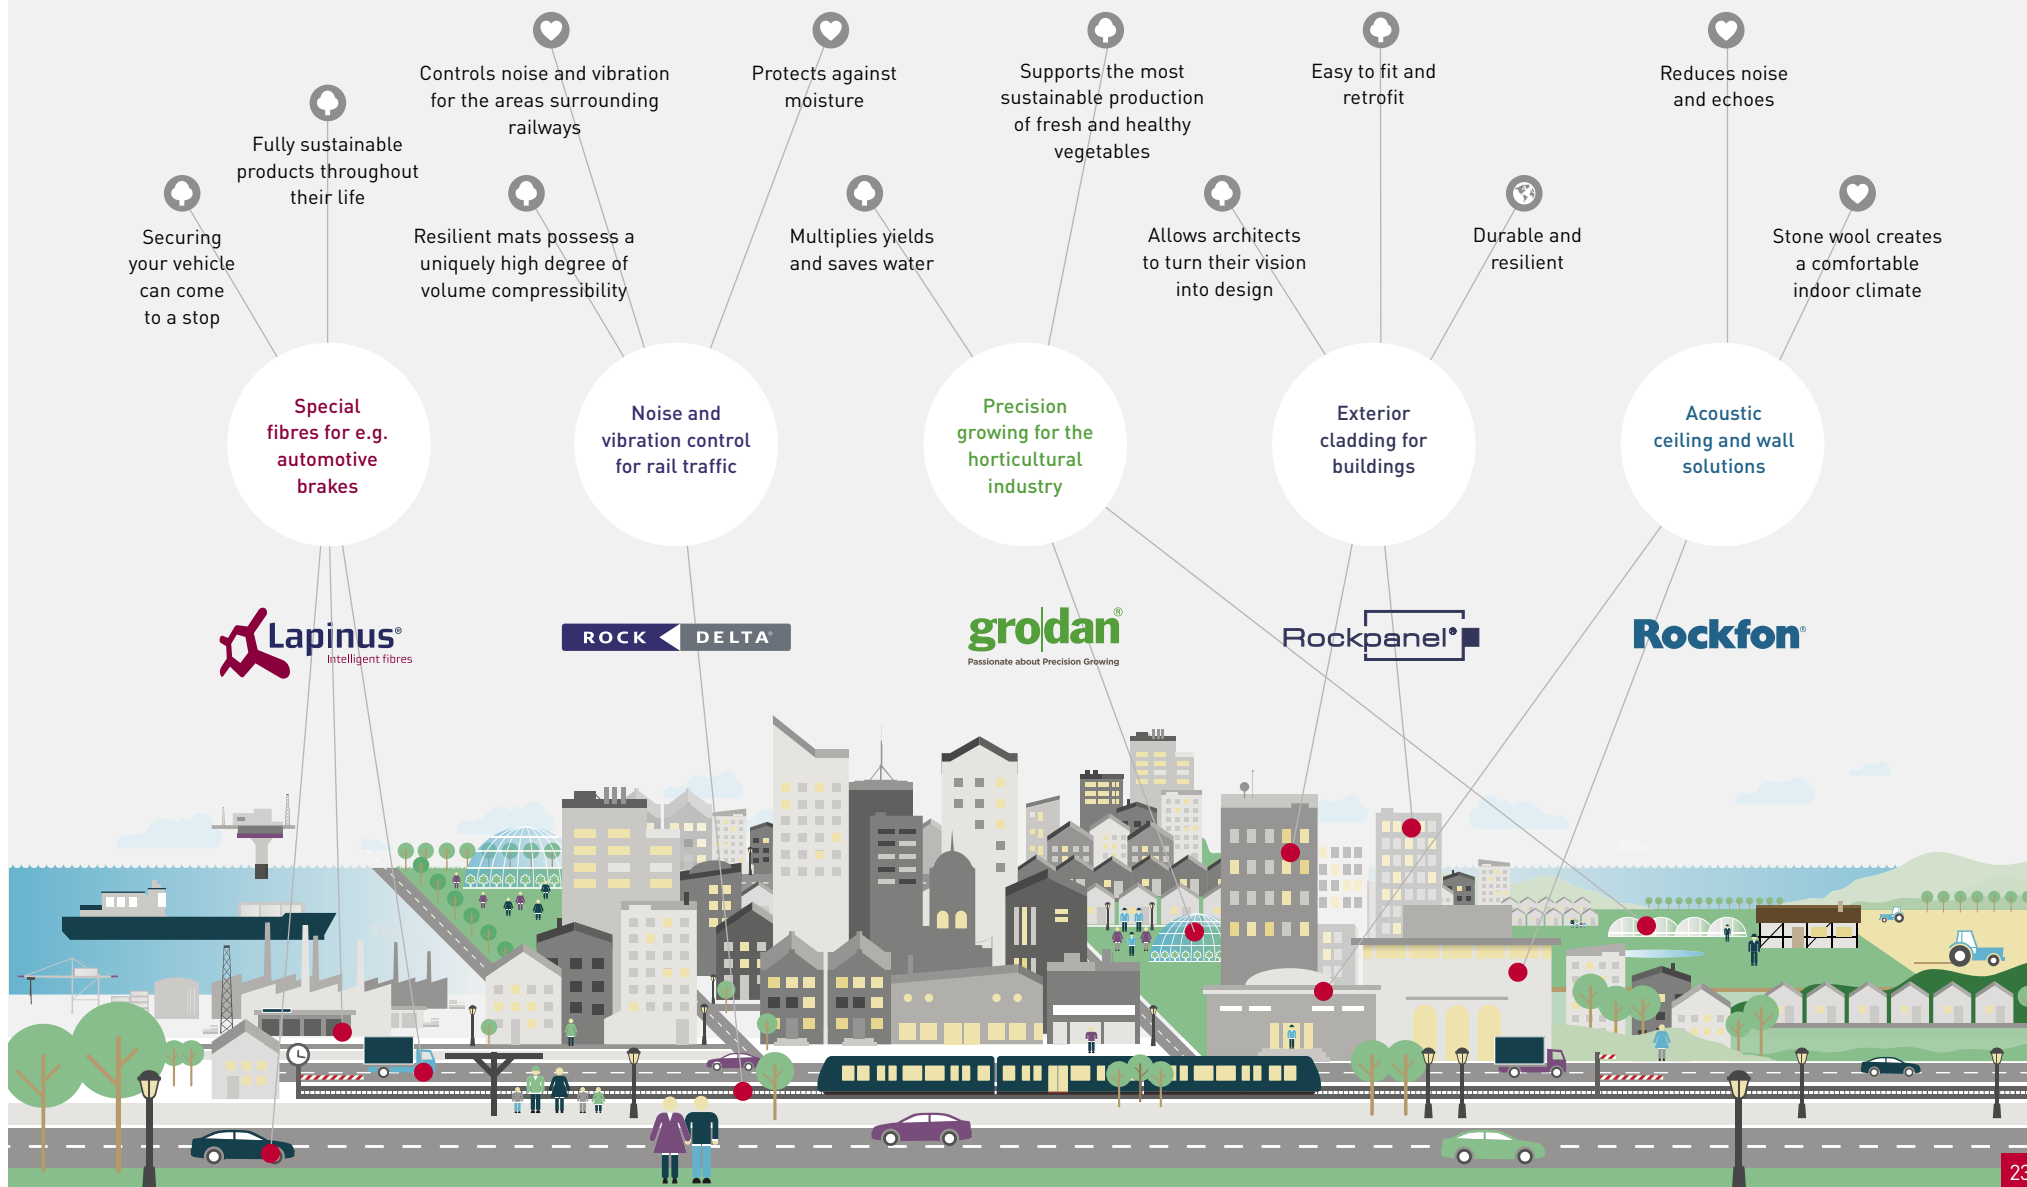 Controls noise and vibration
for the areas surrounding
railways
Protects against
moisture
Supports the most
sustainable production
of fresh and healthy
vegetables
Easy to fit and
retrofit
Reduces noise
and echoes
Fully sustainable
products throughout
their life
Securing
your vehicle
can come
to a stop
Resilient mats possess a
uniquely high degree of
volume compressibility
Multiplies yields
and saves water
Allows architects
to turn their vision
into design
Durable and
resilient
Stone wool creates
a comfortable
indoor climate
Special
fibres for e.g.
automotive
brakes
Noise and
vibration control
for rail traffic
Precision
growing for the
horticultural
industry
Exterior
cladding for
buildings
Acoustic
ceiling and wall
solutions
Lapinus®
Intelligent fibres
ROCK DELTA®
grodan®
Passionate about Precision Growing
Rockpanel®
Rockfon®
23